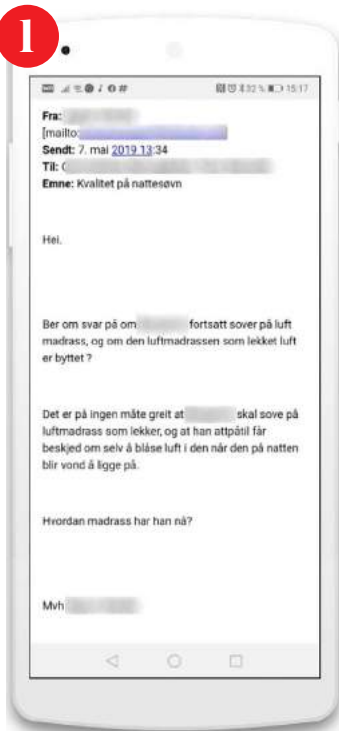 1
32 % 15:17
Fra:
[mailto:
Sendt: 7. mai 2019 13:34
Til:
Emne: Kvalitet på nattesøvn
Hei.
Ber om svar på om fortsatt sover på luft
madrass, og om den luftmadrassen som lekket luft
er byttet ?
Det er på ingen måte greit at skal sove på
luftmadrass som lekker, og at han attpåtil får
beskjed om selv å blåse luft i den når den på natten
blir vond å ligge på.
Hvordan madrass har han nå?
Mvh